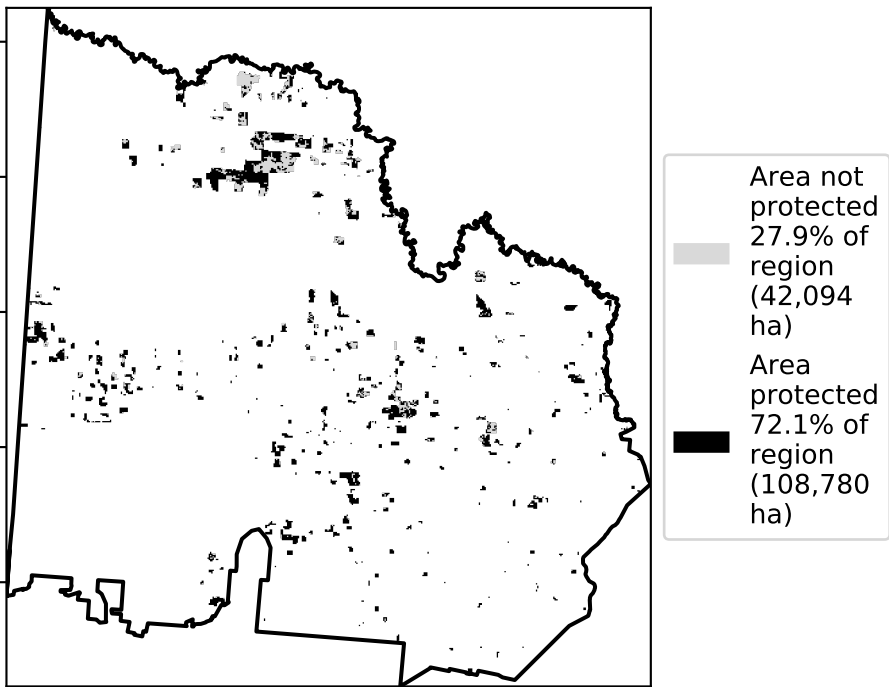 Area not
protected
27.9% of
region
(42,094
ha)
Area
protected
72.1% of
region
(108,780
ha)